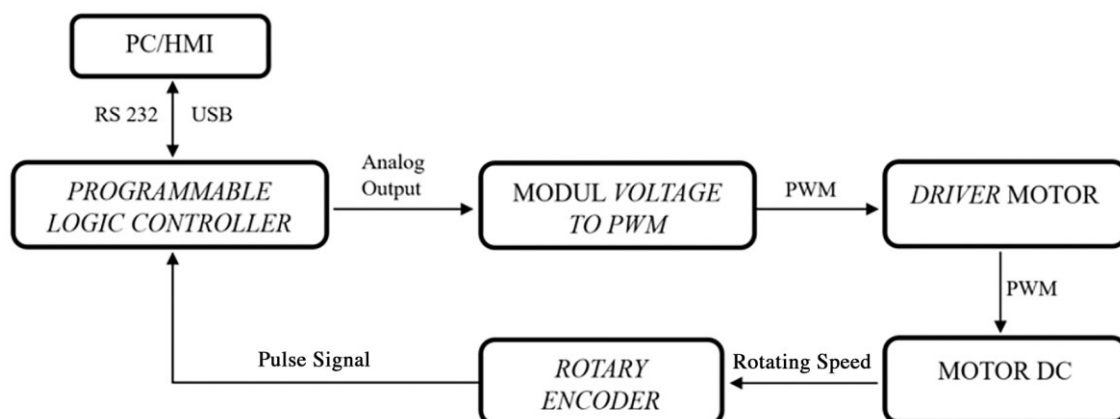 PC/HMI
RS 232
USB
PROGRAMMABLE
LOGIC CONTROLLER
Analog
Output
MODUL VOLTAGE
TO PWM
PWM
DRIVER MOTOR
PWM
MOTOR DC
Rotating Speed
ROTARY
ENCODER
Pulse Signal